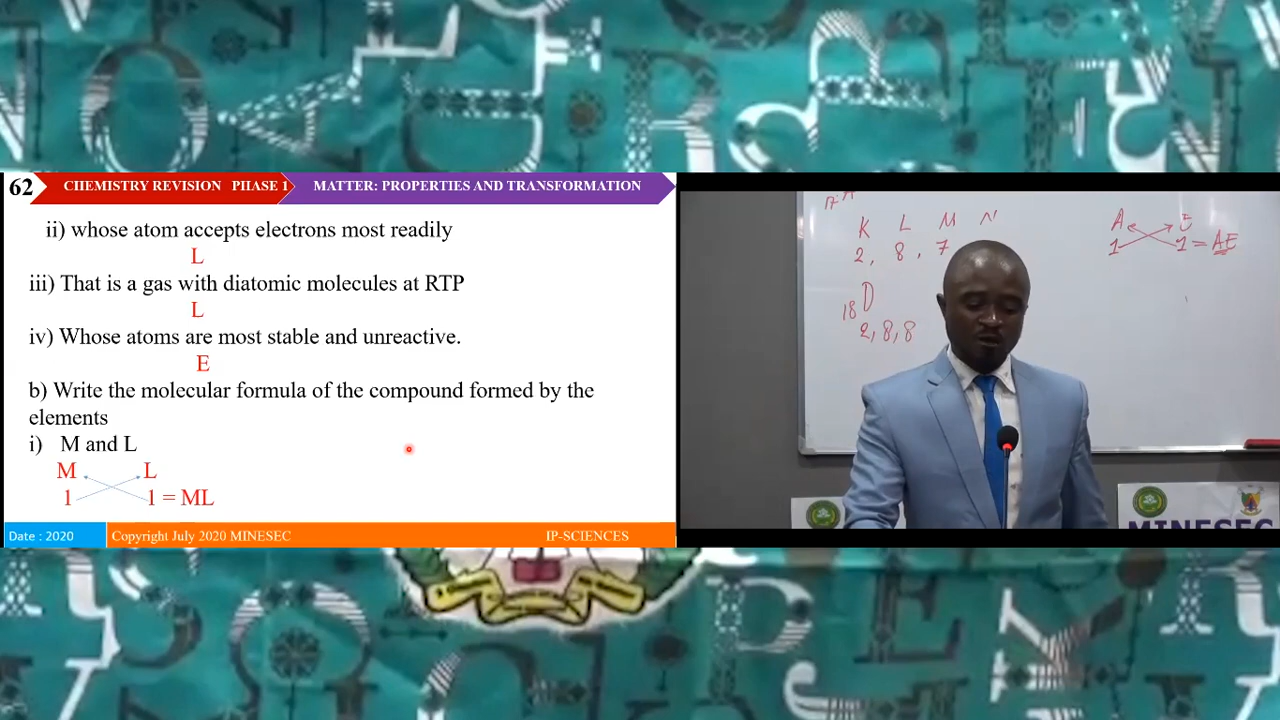 62
CHEMISTRY REVISION PHASE 1
MATTER: PROPERTIES AND TRANSFORMATION
ii) whose atom accepts electrons most readily
L
iii) That is a gas with diatomic molecules at RTP
L
iv) Whose atoms are most stable and unreactive.
E
b) Write the molecular formula of the compound formed by the
elements
i) M and L
M L
1 1 = ML
Date : 2020
Copyright July 2020 MINESEC
IP-SCIENCES
K L M N
2, 8, 7
18 D
2, 8, 8
A E
1 1 = AE
MINESEC